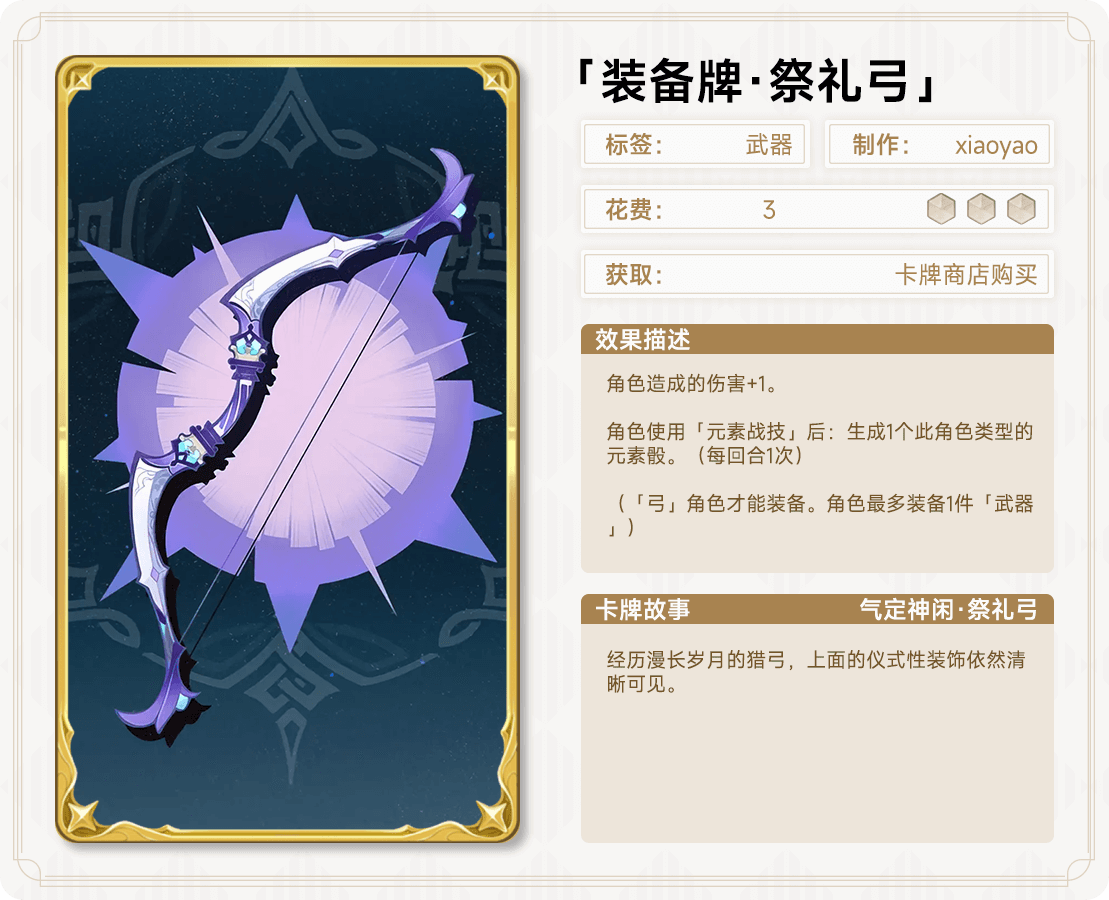 「装备牌·祭礼弓」
标签： 武器 制作： xiaoyao
花费： 3
获取： 卡牌商店购买
效果描述
角色造成的伤害+1。
角色使用「元素战技」后：生成1个此角色类型的
元素骰。（每回合1次）
（「弓」角色才能装备。角色最多装备1件「武器
」）
卡牌故事 气定神闲·祭礼弓
经历漫长岁月的猎弓，上面的仪式性装饰依然清
晰可见。